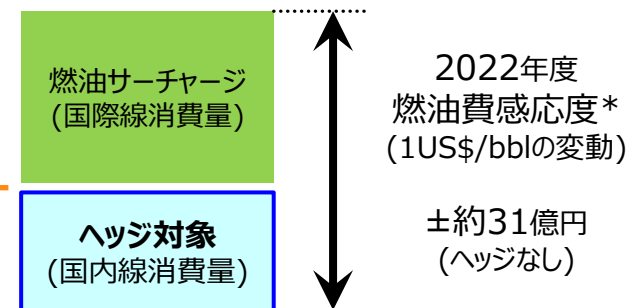 燃油サーチャージ
(国際線消費量)
ヘッジ対象
(国内線消費量)
2022年度
燃油費感応度*
(1US$/bblの変動)
±約31億円
(ヘッジなし)